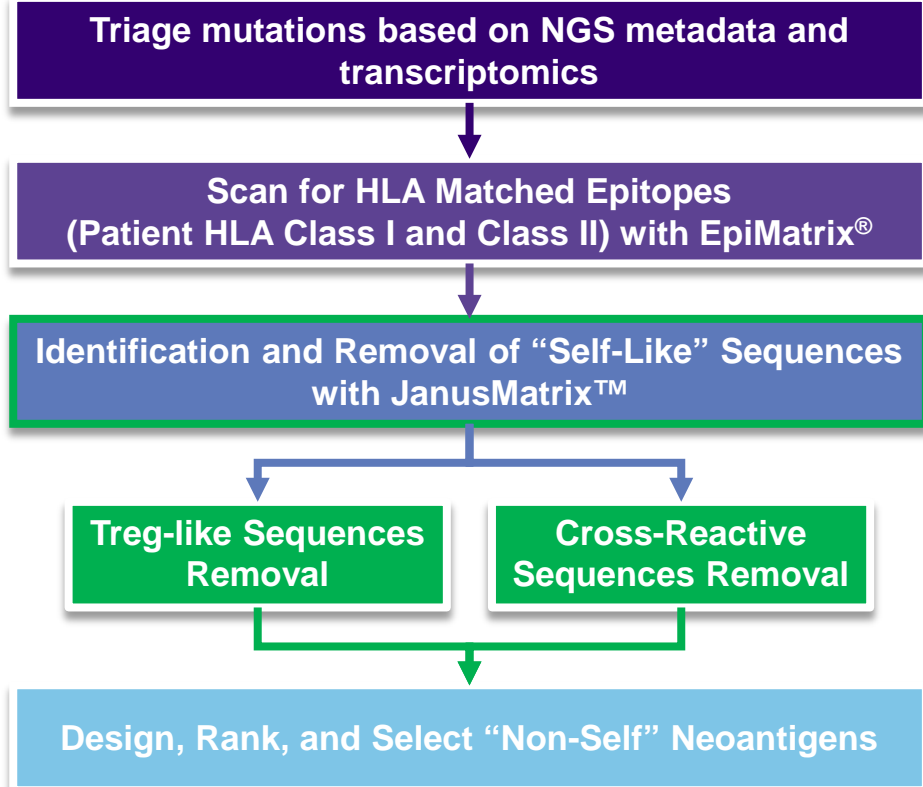 Triage mutations based on NGS metadata and
transcriptomics
Scan for HLA Matched Epitopes
(Patient HLA Class I and Class II) with EpiMatrix®
Identification and Removal of “Self-Like” Sequences
with JanusMatrix™
Treg-like Sequences
Removal
Cross-Reactive
Sequences Removal
Design, Rank, and Select “Non-Self” Neoantigens